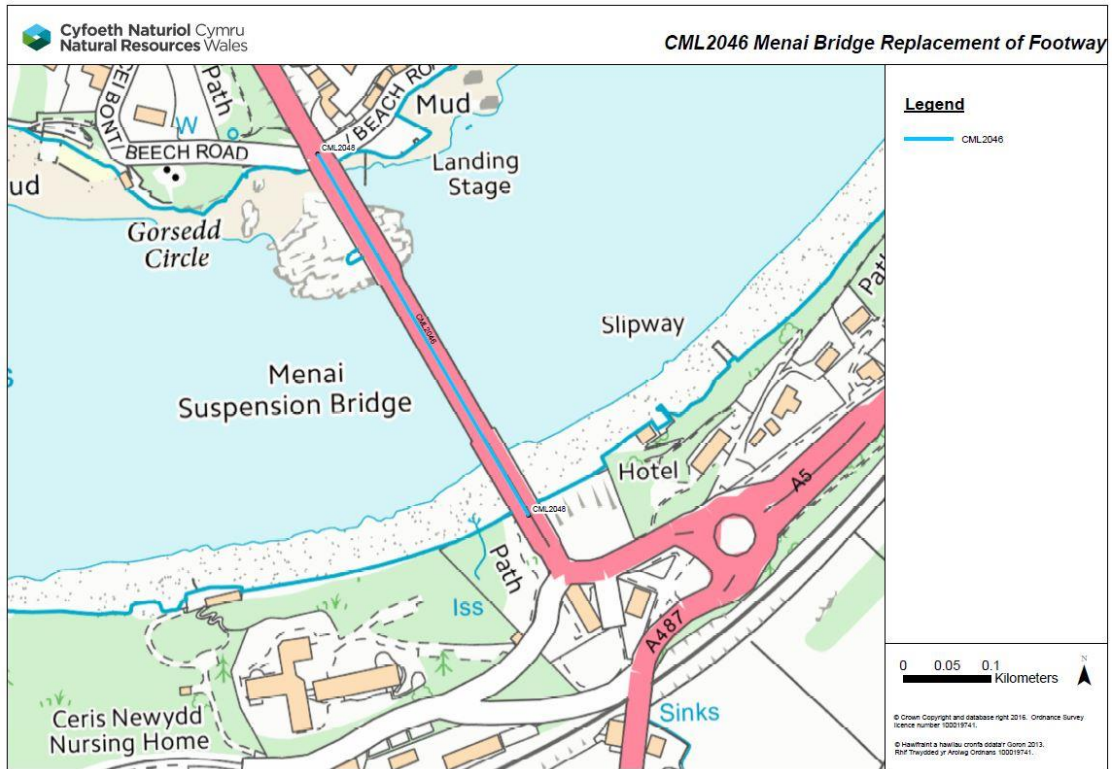 Cyfoeth Naturiol Cymru
Natural Resources Wales
CML2046 Menai Bridge Replacement of Footway
Legend
CML2046
Path
W
BEECH ROAD
BEACH RO
Mud
CML2046
Landing
Stage
ud
Gorsedd
Circle
Path
Slipway
CML2046
Menai
Suspension Bridge
Hotel
A5
CML2046
Path
Iss
A487
Sinks
Ceris Newydd
Nursing Home
0 0.05 0.1
Kilometers
N
© Crown Copyright and database right 2016. Ordnance Survey
licence number 100019741.
© Hawlfraint a hawliau cronfa ddata'r Goron 2013.
Rhif Trwydded yr Arolwg Ordnans 100019741.